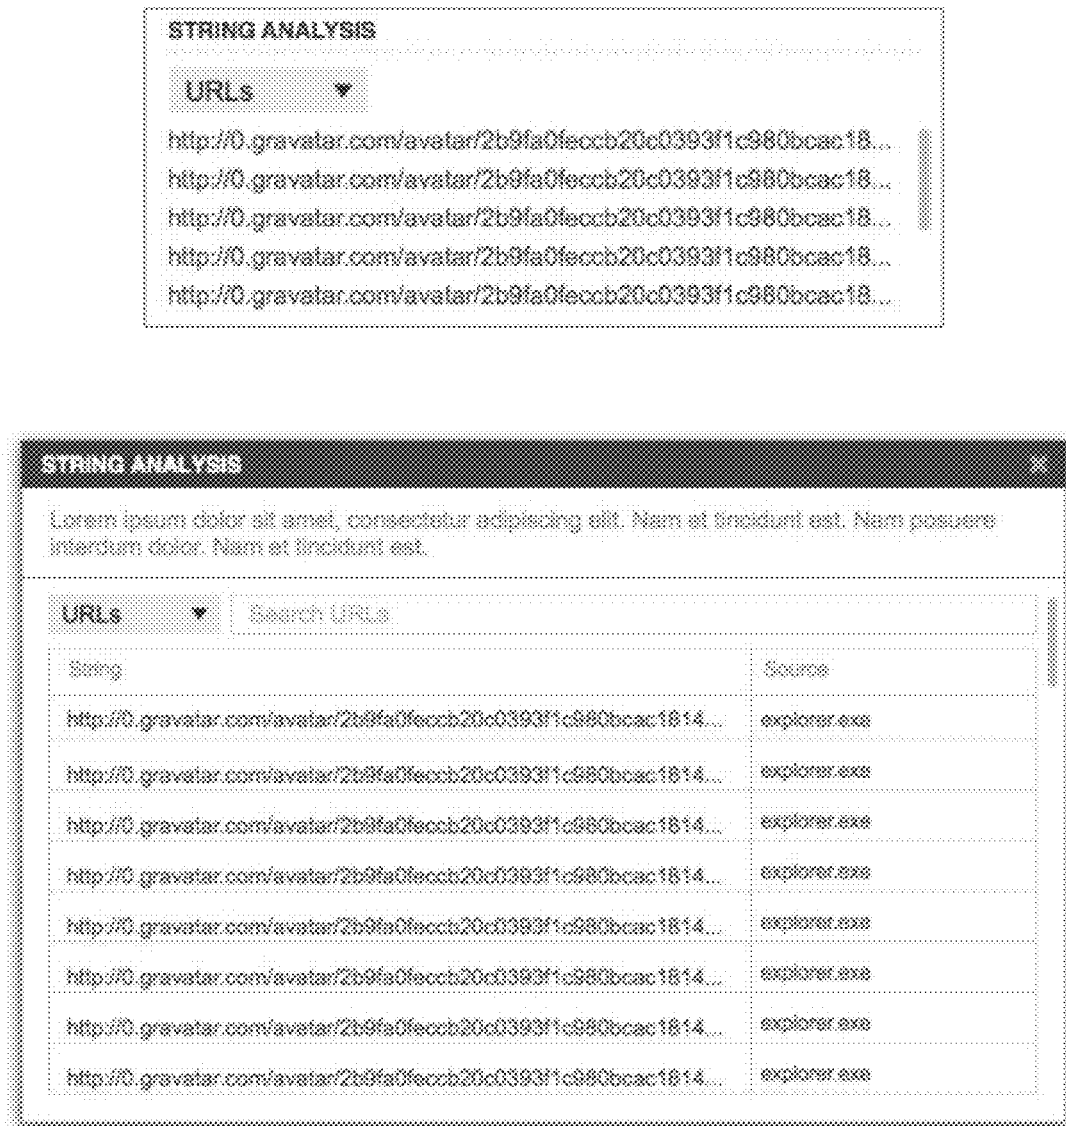 STRING ANALYSIS
URLs
http://0.gravatar.com/avatar/2b9fa0feccb20c0393f1c980bcac18...
http://0.gravatar.com/avatar/2b9fa0feccb20c0393f1c980bcac18...
http://0.gravatar.com/avatar/2b9fa0feccb20c0393f1c980bcac18...
http://0.gravatar.com/avatar/2b9fa0feccb20c0393f1c980bcac18...
http://0.gravatar.com/avatar/2b9fa0feccb20c0393f1c980bcac18...
STRING ANALYSIS
Lorem ipsum dolor sit amet, consectetur adipiscing elit. Nam et tincidunt est. Nam posuere
interdum dolor. Nam et tincidunt est.
URLs Search URLs
String Source
http://0.gravatar.com/avatar/2b9fa0feccb20c0393f1c980bcac1814... explorer.exe
http://0.gravatar.com/avatar/2b9fa0feccb20c0393f1c980bcac1814... explorer.exe
http://0.gravatar.com/avatar/2b9fa0feccb20c0393f1c980bcac1814... explorer.exe
http://0.gravatar.com/avatar/2b9fa0feccb20c0393f1c980bcac1814... explorer.exe
http://0.gravatar.com/avatar/2b9fa0feccb20c0393f1c980bcac1814... explorer.exe
http://0.gravatar.com/avatar/2b9fa0feccb20c0393f1c980bcac1814... explorer.exe
http://0.gravatar.com/avatar/2b9fa0feccb20c0393f1c980bcac1814... explorer.exe
http://0.gravatar.com/avatar/2b9fa0feccb20c0393f1c980bcac1814... explorer.exe